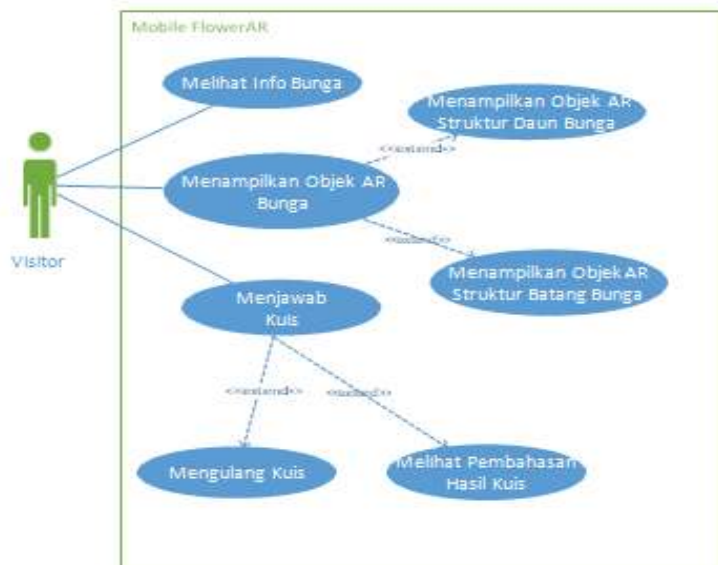 Mobile FlowerAR
Melihat Info Bunga
Menampilkan Objek AR
Struktur Daun Bunga
<<extend>>
Menampilkan Objek AR
Bunga
<<extend>>
Visitor
Menampilkan Objek AR
Struktur Batang Bunga
Menjawab
Kuis
<<extend>>
<<extend>>
Mengulang Kuis
Melihat Pembahasan
Hasil Kuis